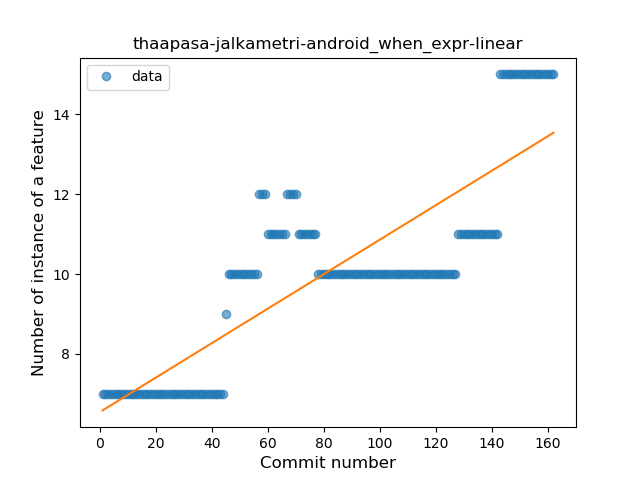 thaapasa-jalkametri-android_when_expr-linear
data
Number of instance of a feature
14
12
10
8
0 20 40 60 80 100 120 140 160
Commit number